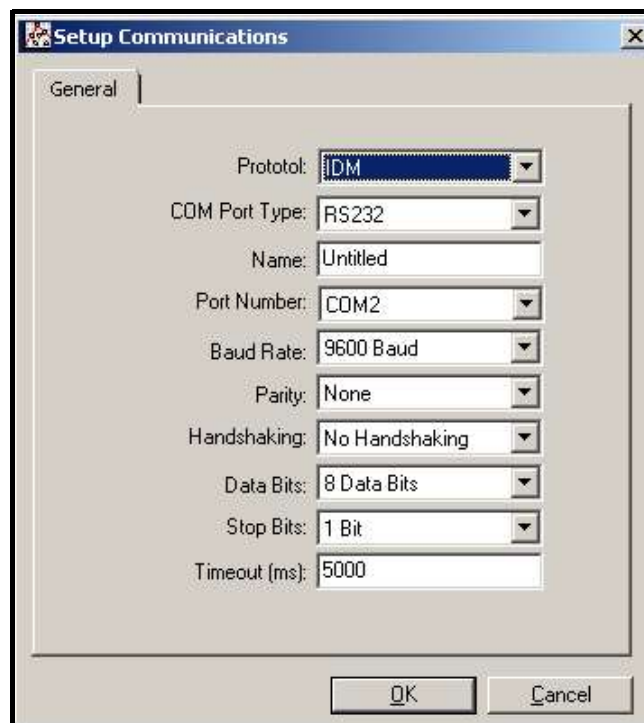 Setup Communications
General
Prototol: IDM
COM Port Type: RS232
Name: Untitled
Port Number: COM2
Baud Rate: 9600 Baud
Parity: None
Handshaking: No Handshaking
Data Bits: 8 Data Bits
Stop Bits: 1 Bit
Timeout (ms): 5000
OK Cancel